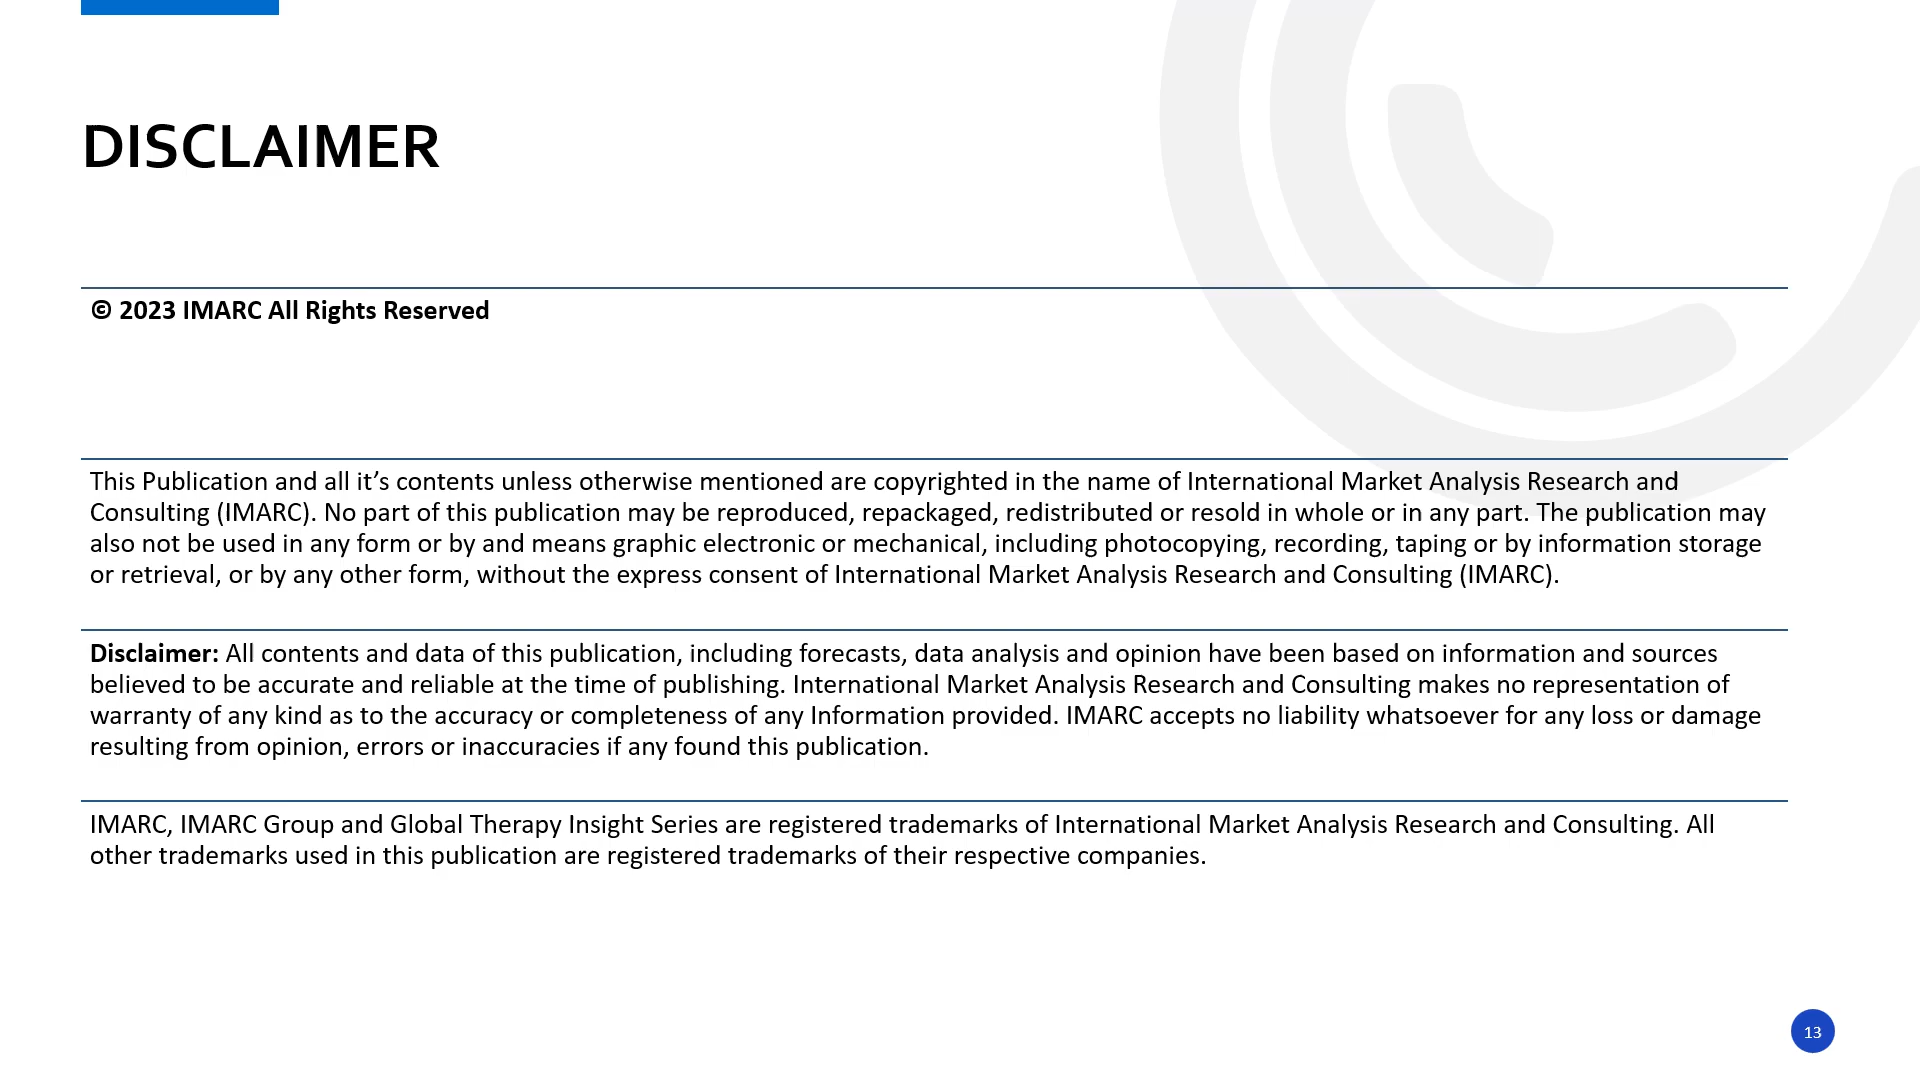 DISCLAIMER
© 2023 IMARC All Rights Reserved
This Publication and all it’s contents unless otherwise mentioned are copyrighted in the name of International Market Analysis Research and
Consulting (IMARC). No part of this publication may be reproduced, repackaged, redistributed or resold in whole or in any part. The publication may
also not be used in any form or by and means graphic electronic or mechanical, including photocopying, recording, taping or by information storage
or retrieval, or by any other form, without the express consent of International Market Analysis Research and Consulting (IMARC).
Disclaimer: All contents and data of this publication, including forecasts, data analysis and opinion have been based on information and sources
believed to be accurate and reliable at the time of publishing. International Market Analysis Research and Consulting makes no representation of
warranty of any kind as to the accuracy or completeness of any Information provided. IMARC accepts no liability whatsoever for any loss or damage
resulting from opinion, errors or inaccuracies if any found this publication.
IMARC, IMARC Group and Global Therapy Insight Series are registered trademarks of International Market Analysis Research and Consulting. All
other trademarks used in this publication are registered trademarks of their respective companies.
13